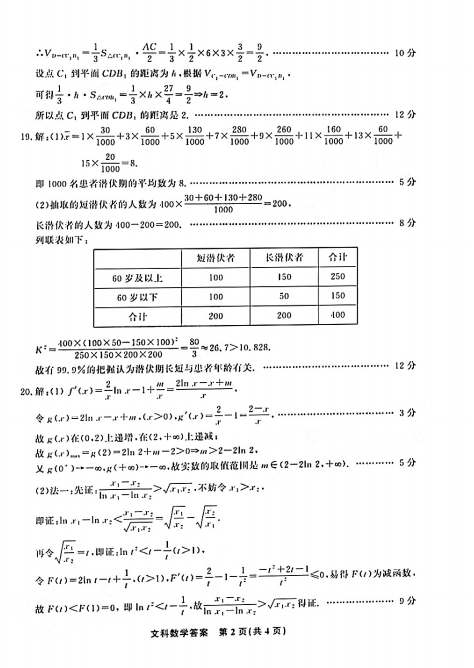 ∴V_{D-CC₁B₁}=1/3 S_{△CC₁B₁}·AC/2=1/3×1/2×6×3×3/2=9/2. ………… 10 分
设点 C₁ 到平面 CDB₁ 的距离为 h,根据 V_{C₁-CDB₁}=V_{D-CC₁B₁},
可得 1/3·h·S_{△CDB₁}=1/3×h×27/4=9/2⇒h=2.
所以点 C₁ 到平面 CDB₁ 的距离是 2. ………… 12 分
19.解:(1)x̄=1×30/1000+3×60/1000+5×130/1000+7×280/1000+9×260/1000+11×160/1000+13×60/1000+
15×20/1000=8.
即 1000 名患者潜伏期的平均数为 8. ………… 5 分
(2)抽取的短潜伏者的人数为 400×(30+60+130+280)/1000=200,
长潜伏者的人数为 400-200=200. ………… 8 分
列联表如下:
短潜伏者 长潜伏者 合计
60 岁及以上 100 150 250
60 岁以下 100 50 150
合计 200 200 400
K²=400×(100×50-150×100)²/(250×150×200×200)=80/3≈26.7>10.828.
故有 99.9%的把握认为潜伏期长短与患者年龄有关. ………… 12 分
20.解:(1) f′(x)=2/x ln x-1+m/x=(2ln x-x+m)/x,
令 g(x)=2ln x-x+m,(x>0),g′(x)=2/x-1=(2-x)/x, ………… 3 分
故 g(x)在(0,2)上递增,在(2,+∞)上递减;
故 g(x)max=g(2)=2ln 2+m-2>0⇒m>2-2ln 2,
又 g(0⁺)→-∞,g(+∞)→-∞,故实数的取值范围是 m∈(2-2ln 2,+∞). ………… 5 分
(2)法一:先证:(x₁-x₂)/(ln x₁-ln x₂)>√(x₁x₂),不妨令 x₁>x₂,
即证:ln x₁-ln x₂<(x₁-x₂)/√(x₁x₂)=√(x₁/x₂)-√(x₂/x₁),
再令√(x₁/x₂)=t,即证:ln t²<t-1/t(t>1),
令 F(t)=2ln t-t+1/t,(t>1),F′(t)=2/t-1-1/t²=(-t²+2t-1)/t²≤0,易得 F(t)为减函数,
故 F(t)<F(1)=0, 即 ln t²<t-1/t,故(x₁-x₂)/(ln x₁-ln x₂)>√(x₁x₂)得证. ………… 9 分
文科数学答案 第 2 页(共 4 页)